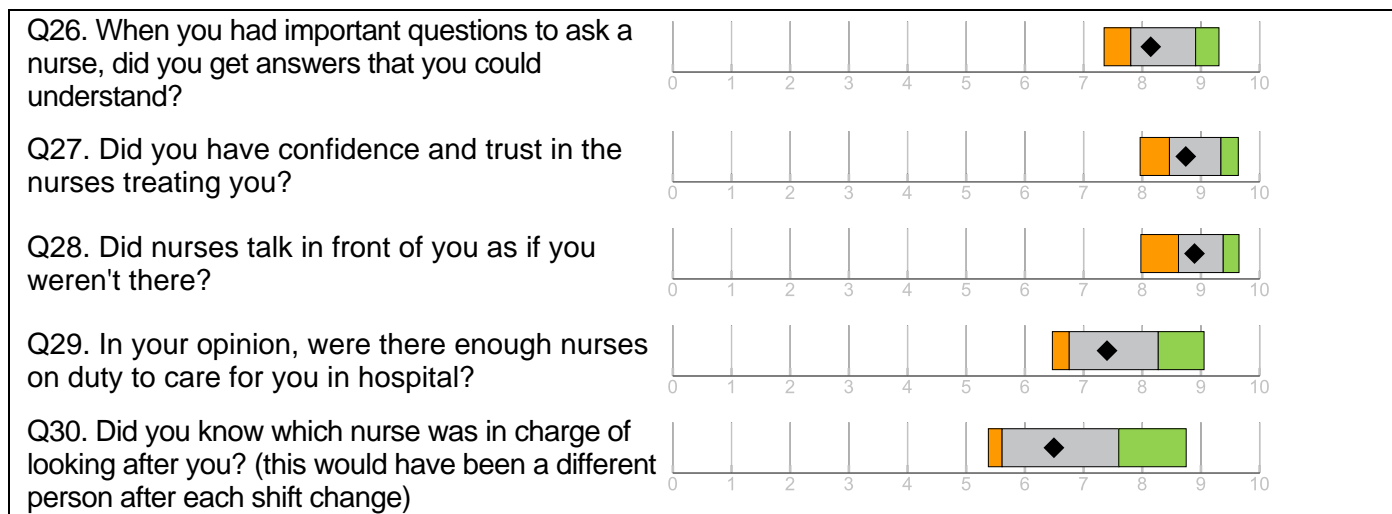 Q26. When you had important questions to ask a
nurse, did you get answers that you could
understand?
0 1 2 3 4 5 6 7 8 9 10
Q27. Did you have confidence and trust in the
nurses treating you?
0 1 2 3 4 5 6 7 8 9 10
Q28. Did nurses talk in front of you as if you
weren't there?
0 1 2 3 4 5 6 7 8 9 10
Q29. In your opinion, were there enough nurses
on duty to care for you in hospital?
0 1 2 3 4 5 6 7 8 9 10
Q30. Did you know which nurse was in charge of
looking after you? (this would have been a different
person after each shift change)
0 1 2 3 4 5 6 7 8 9 10